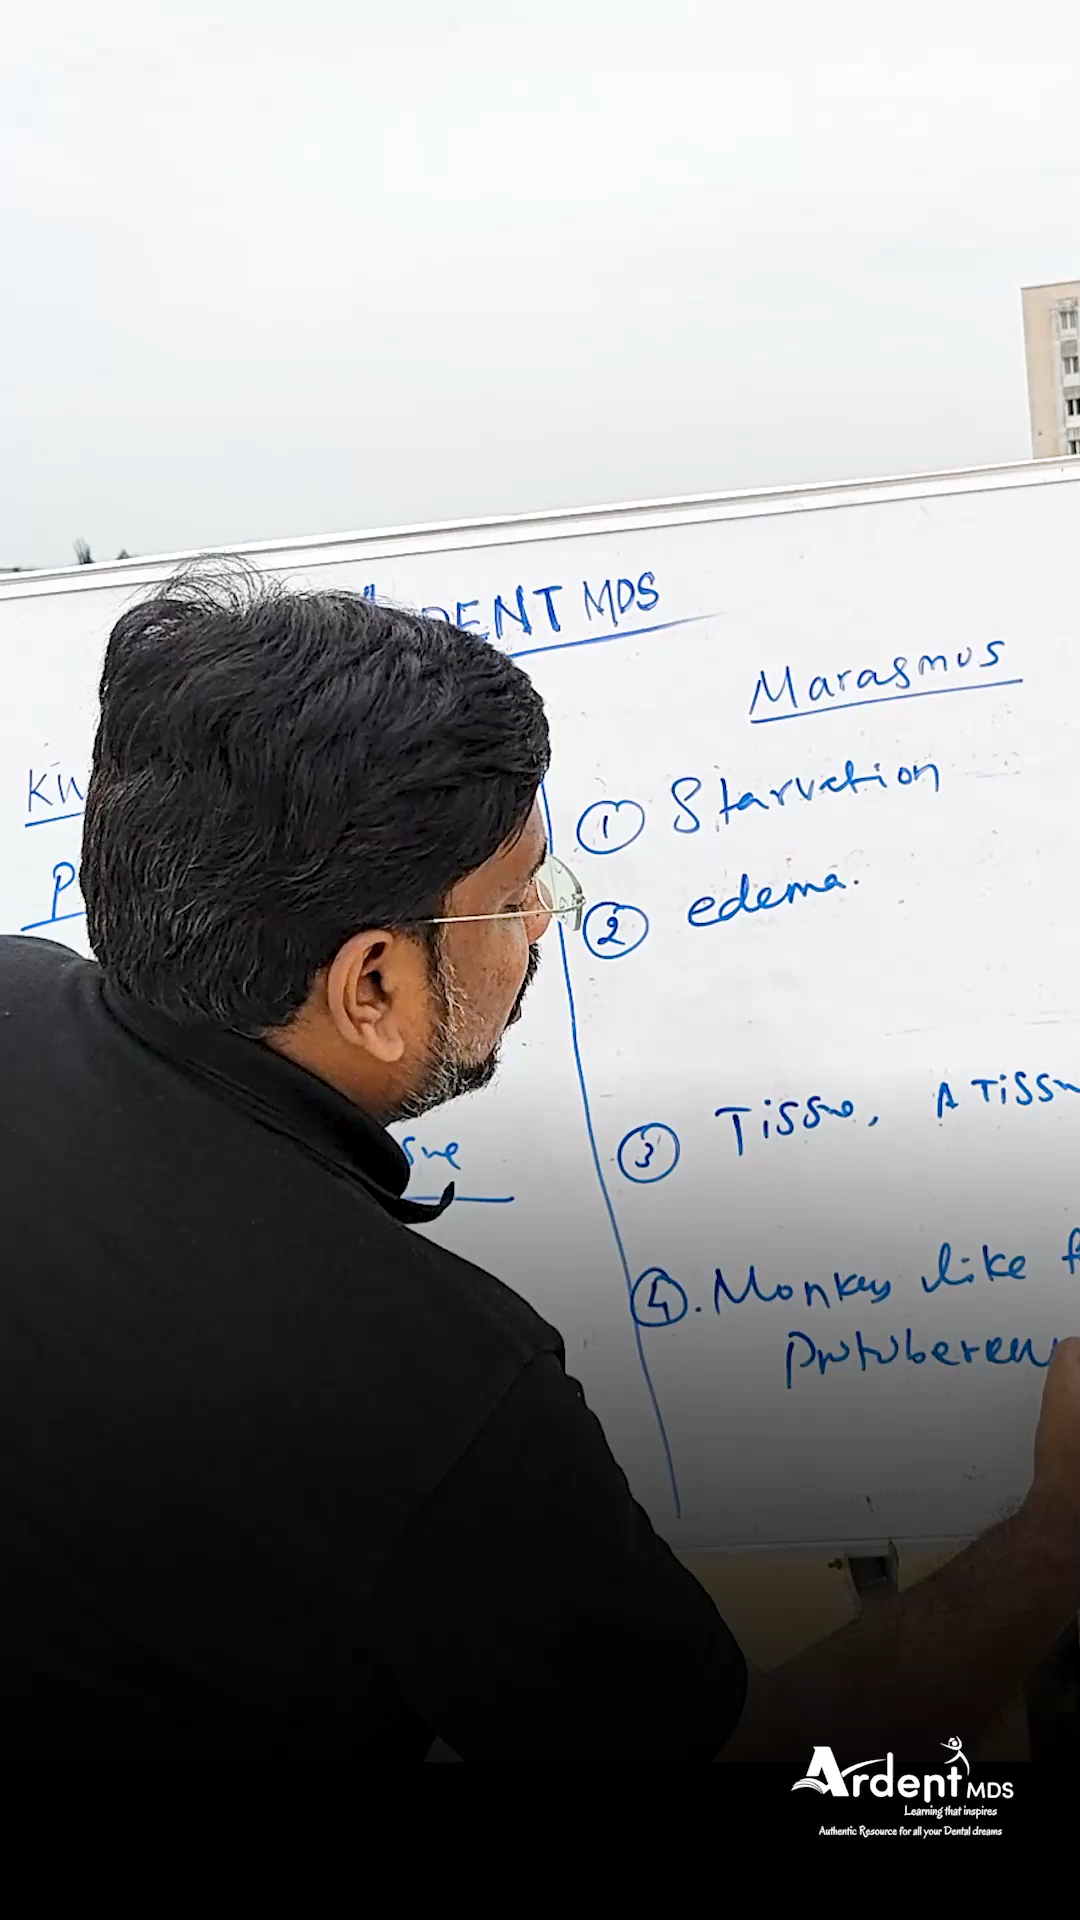 ENT MDS
Marasmus
① Starvation
② edema.
③ Tissue, A Tissu
④. Monkey like f
KW
P
sue
Ardent MDS
Learning that inspires
Authentic Resource for all your Dental dreams